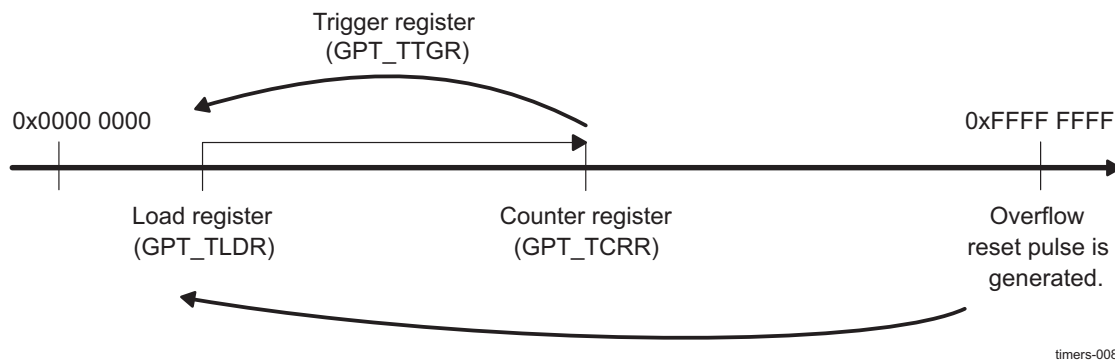 Trigger register
(GPT_TTGR)
0x0000 0000
0xFFFF FFFF
Load register
(GPT_TLDR)
Counter register
(GPT_TCRR)
Overflow
reset pulse is
generated.
timers-008